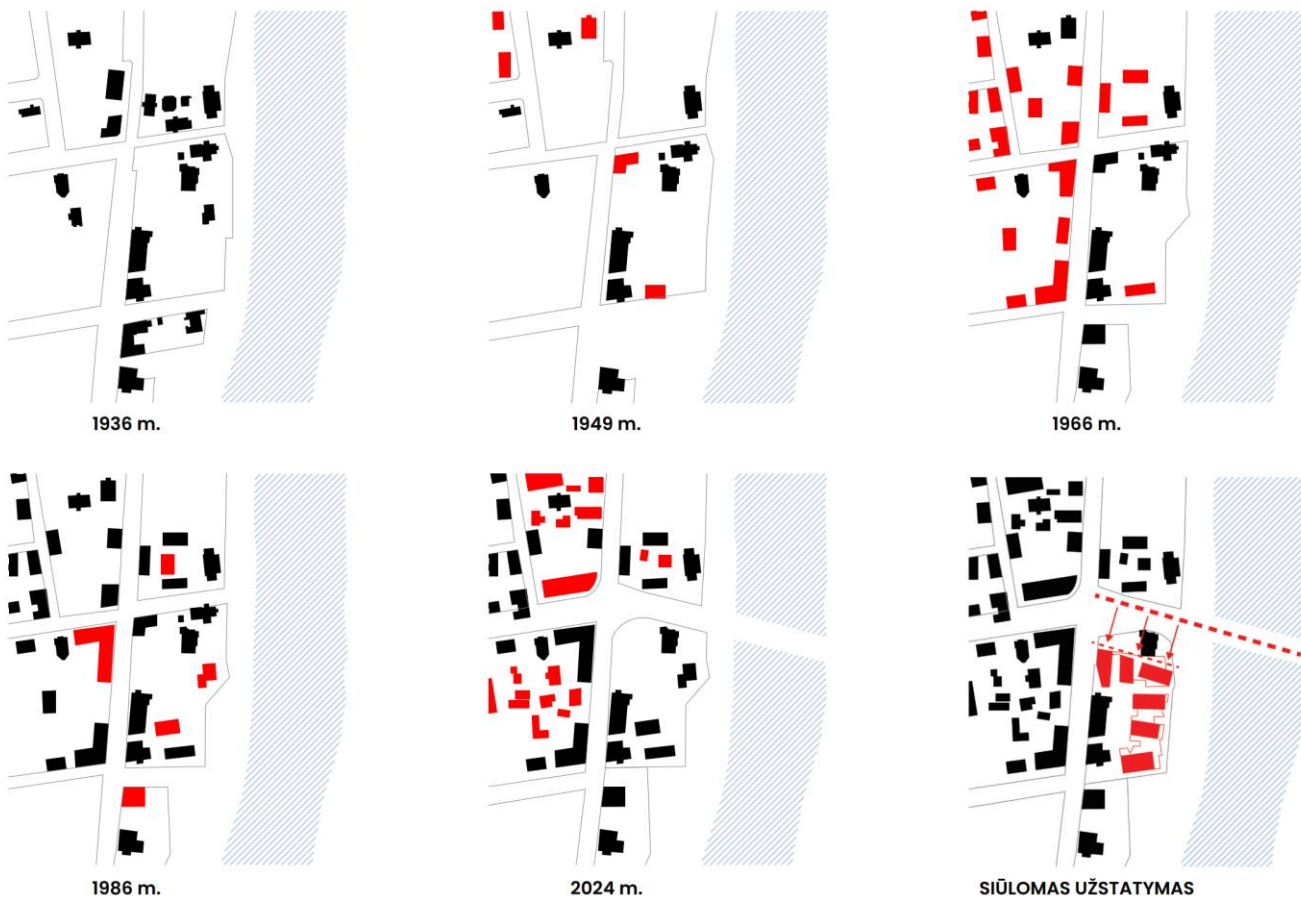 1936 m.
1949 m.
1966 m.
1986 m.
2024 m.
SIŪLOMAS UŽSTATYMAS